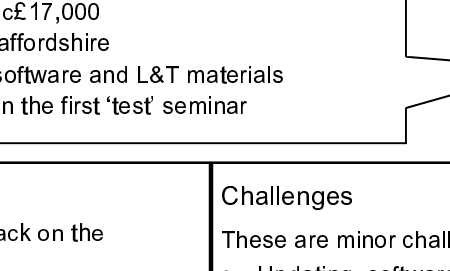 c£17,000
affordshire
software and L&T materials
n the first ‘test’ seminar
ack on the
Challenges
These are minor chall
Updating software